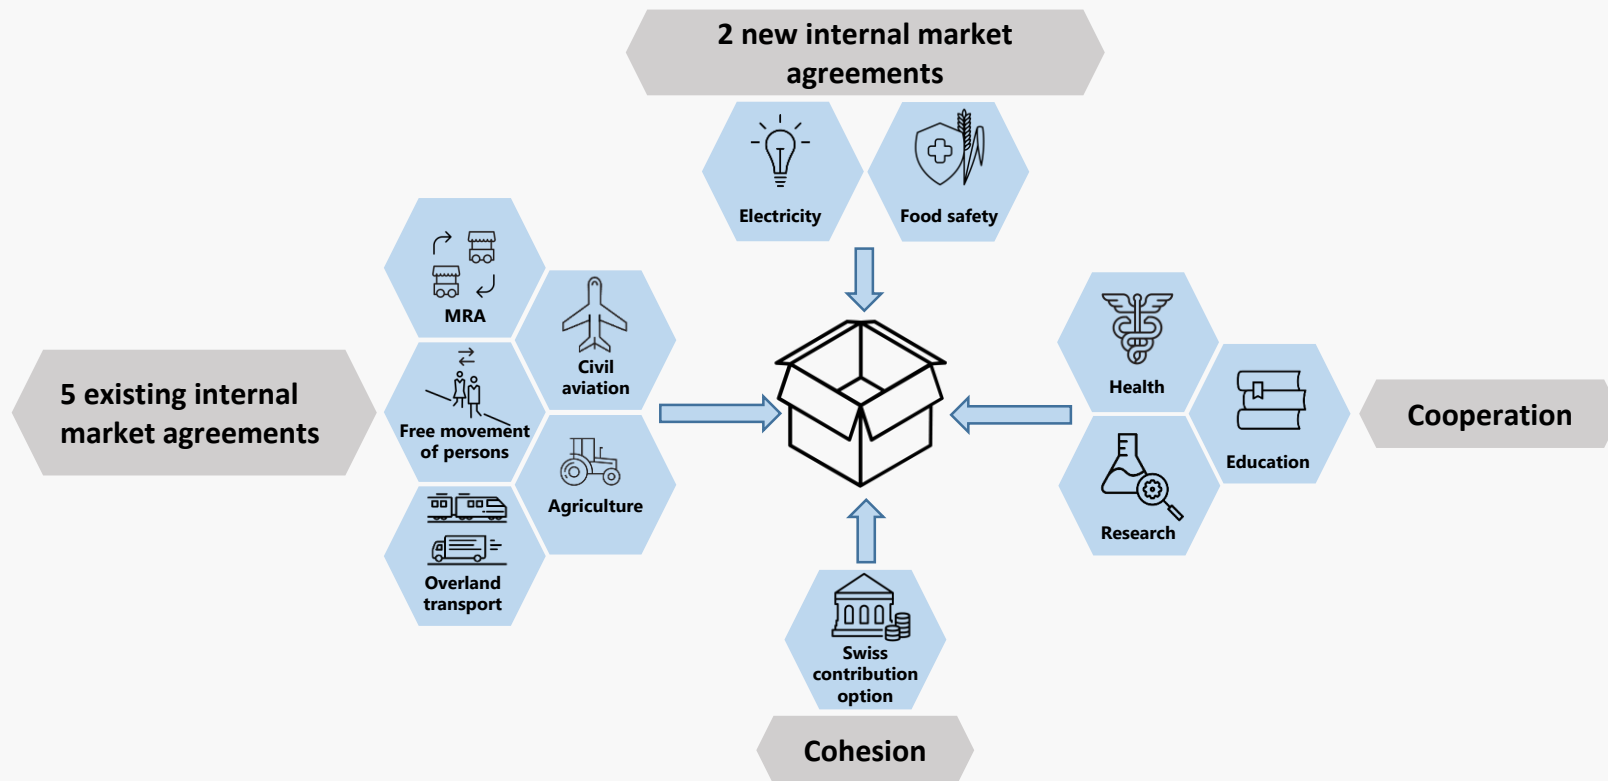 2 new internal market
agreements
Electricity
Food safety
5 existing internal
market agreements
MRA
Civil
aviation
Free movement
of persons
Agriculture
Overland
transport
Health
Education
Research
Cooperation
Swiss
contribution
option
Cohesion